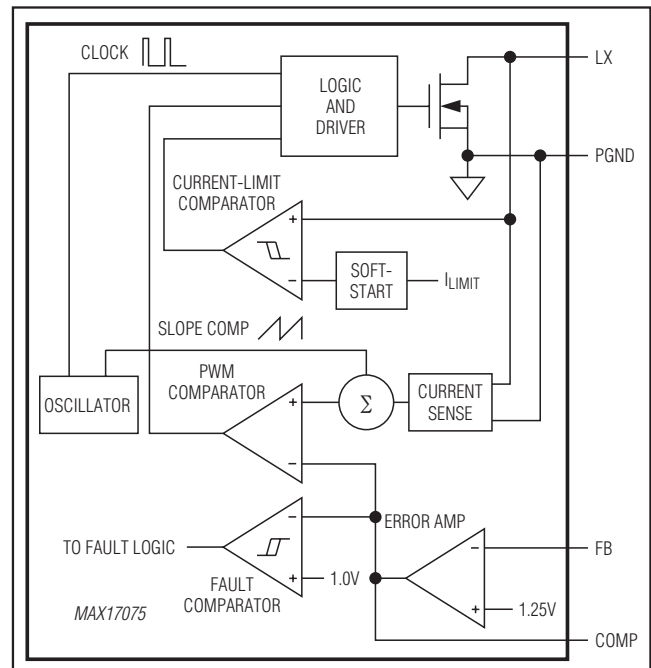 CLOCK
LX
LOGIC
AND
DRIVER
PGND
CURRENT-LIMIT
COMPARATOR
+
−
SOFT-
START
ILIMIT
SLOPE COMP
PWM
COMPARATOR
OSCILLATOR
+
−
Σ
CURRENT
SENSE
ERROR AMP
−
+
TO FAULT LOGIC
1.0V
FAULT
COMPARATOR
−
+
FB
1.25V
MAX17075
COMP